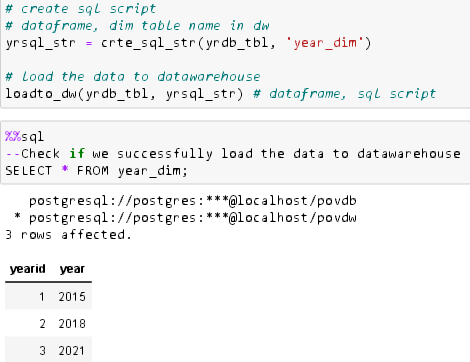 # create sql script
# dataframe, dim table name in dw
yrsql_str = crte_sql_str(yrdb_tbl, 'year_dim')
# load the data to datawarehouse
loadto_dw(yrdb_tbl, yrsql_str) # dataframe, sql script
%%sql
--Check if we successfully load the data to datawarehouse
SELECT * FROM year_dim;
postgresql://postgres:***@localhost/povdb
* postgresql://postgres:***@localhost/povdw
3 rows affected.
yearid year
1 2015
2 2018
3 2021